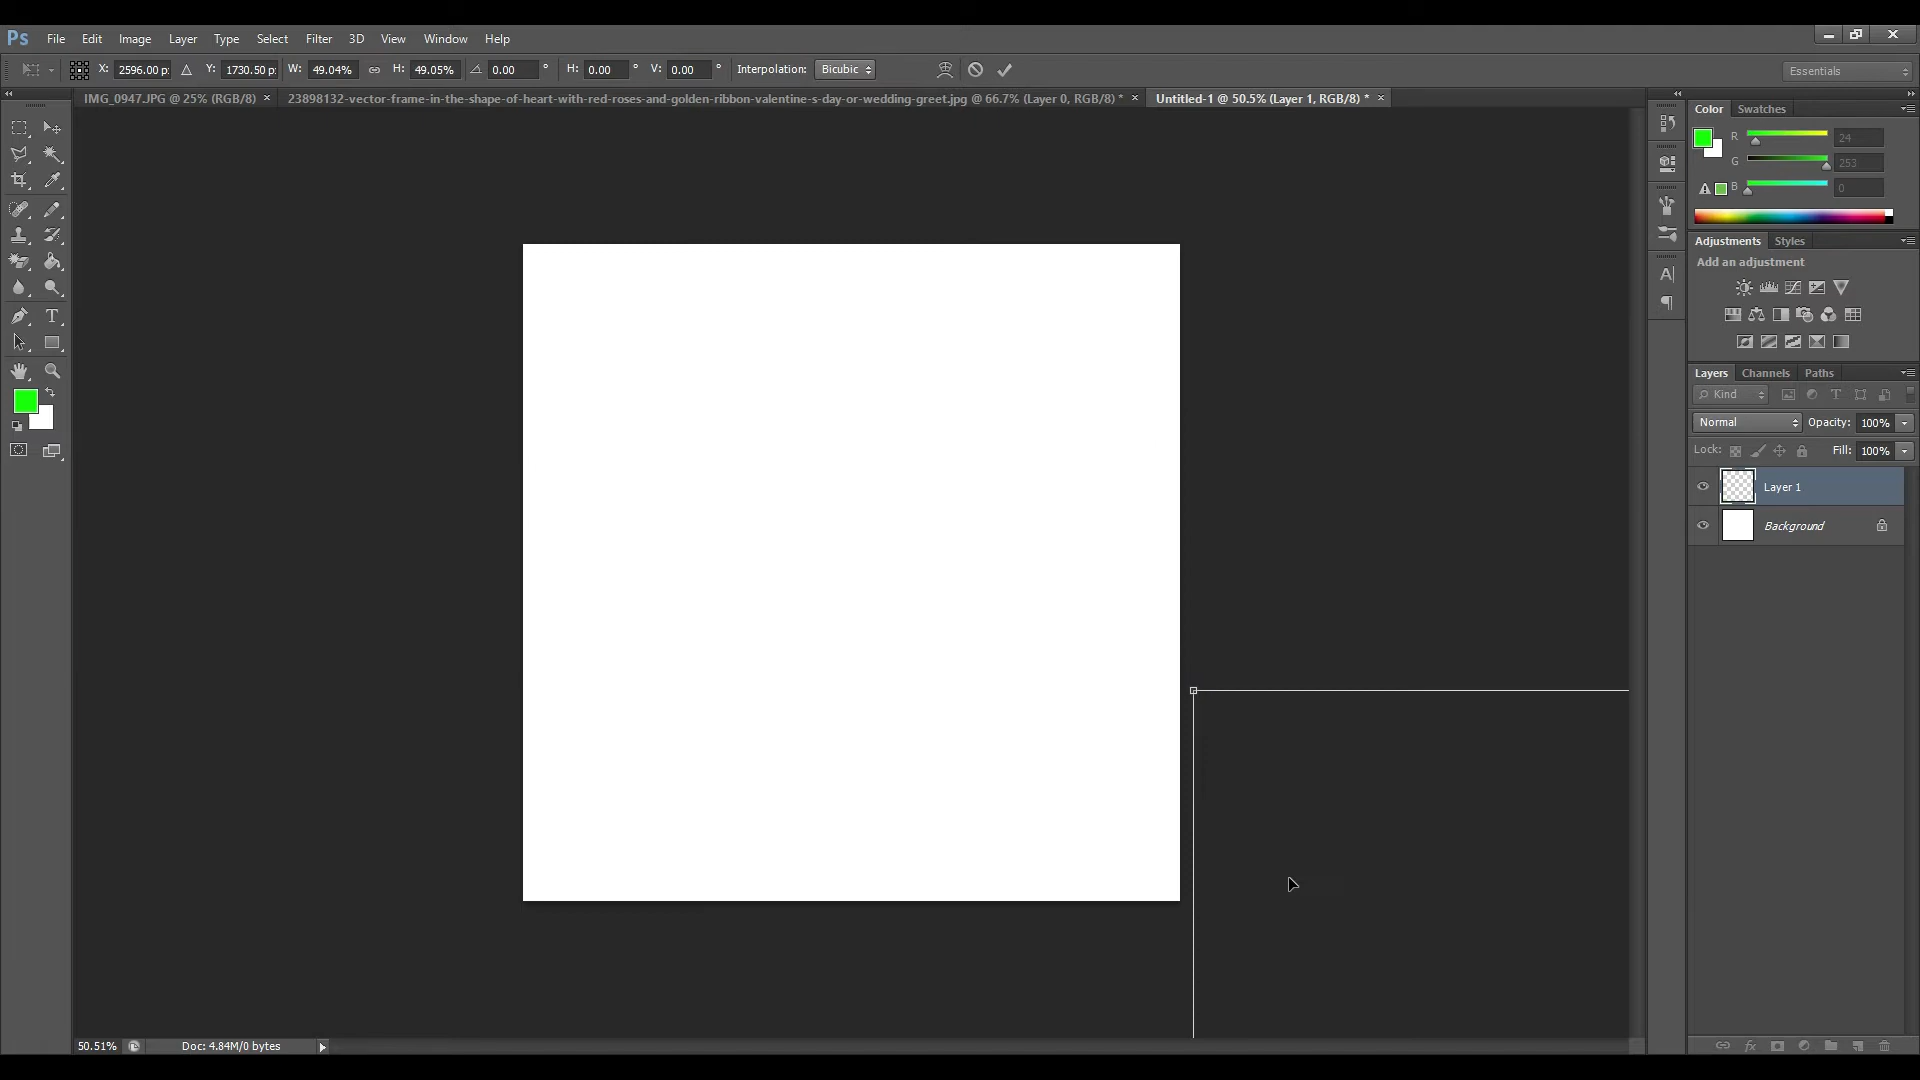 Ps File Edit Image Layer Type Select Filter 3D View Window Help
X: 2596.00 p: Y: 1730.50 p: W: 49.04% H: 49.05% 0.00 ° H: 0.00 ° V: 0.00 ° Interpolation: Bicubic Essentials
IMG_0947.JPG @ 25% (RGB/8) × 23898132-vector-frame-in-the-shape-of-heart-with-red-roses-and-golden-ribbon-valentine-s-day-or-wedding-greet.jpg @ 66.7% (Layer 0, RGB/8) * × Untitled-1 @ 50.5% (Layer 1, RGB/8) * ×
Color Swatches
R 24
G 253
B 0
Adjustments Styles
Add an adjustment
Layers Channels Paths
Kind
Normal Opacity: 100%
Lock: Fill: 100%
Layer 1
Background
50.51% Doc: 4.84M/0 bytes